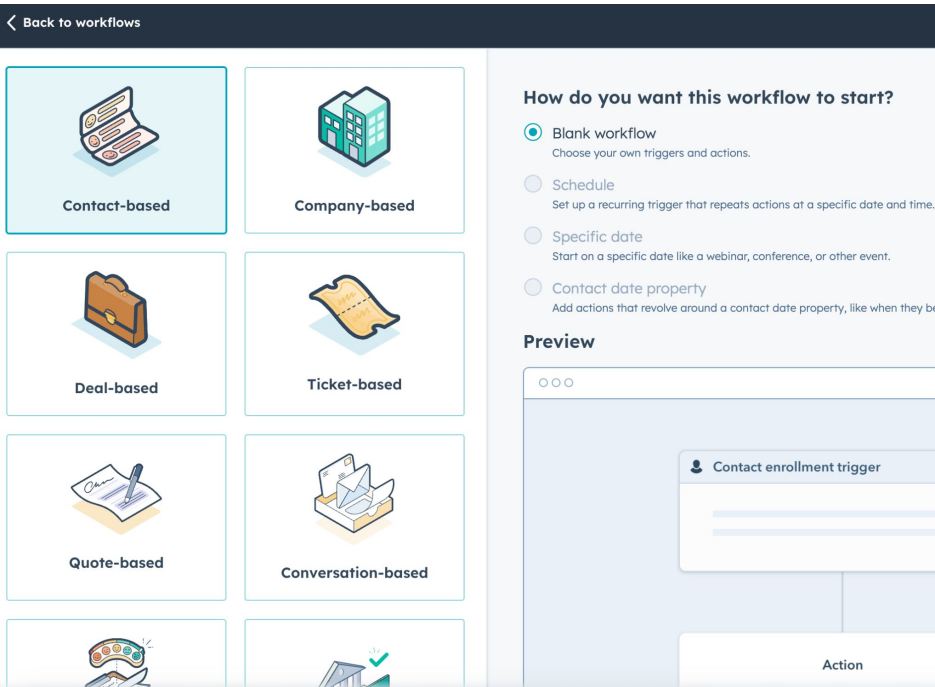 Back to workflows
Contact-based
Company-based
Deal-based
Ticket-based
Quote-based
Conversation-based
How do you want this workflow to start?
Blank workflow
Choose your own triggers and actions.
Schedule
Set up a recurring trigger that repeats actions at a specific date and time.
Specific date
Start on a specific date like a webinar, conference, or other event.
Contact date property
Add actions that revolve around a contact date property, like when they
Preview
Contact enrollment trigger
Action